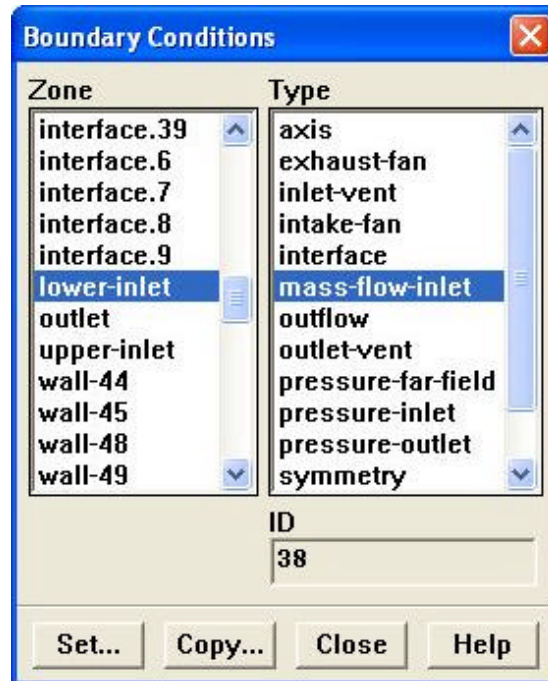 Boundary Conditions
Zone
interface.39
interface.6
interface.7
interface.8
interface.9
lower-inlet
outlet
upper-inlet
wall-44
wall-45
wall-48
wall-49
Type
axis
exhaust-fan
inlet-vent
intake-fan
interface
mass-flow-inlet
outflow
outlet-vent
pressure-far-field
pressure-inlet
pressure-outlet
symmetry
ID
38
Set...
Copy...
Close
Help